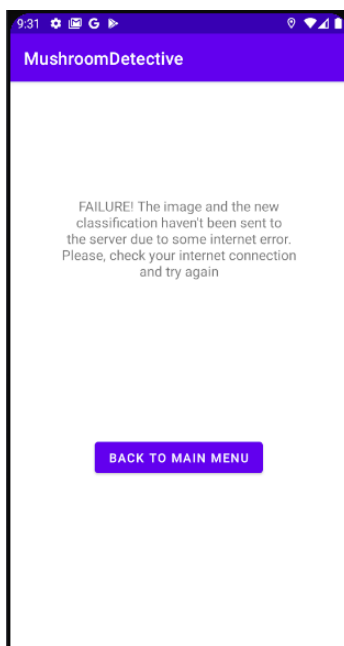 9:31
MushroomDetective
FAILURE! The image and the new
classification haven't been sent to
the server due to some internet error.
Please, check your internet connection
and try again
BACK TO MAIN MENU